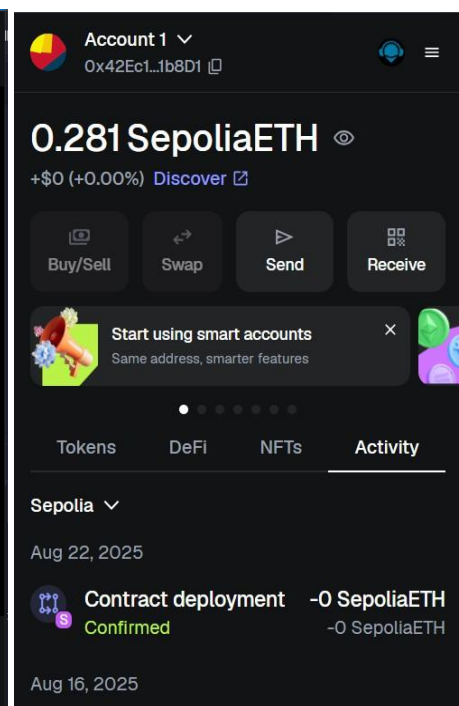 Account 1
0x42Ec1...1b8D1
0.281 SepoliaETH
+$0 (+0.00%) Discover
Buy/Sell
Swap
Send
Receive
Start using smart accounts
Same address, smarter features
Tokens DeFi NFTs Activity
Sepolia
Aug 22, 2025
Contract deployment -0 SepoliaETH
S
Confirmed -0 SepoliaETH
Aug 16, 2025